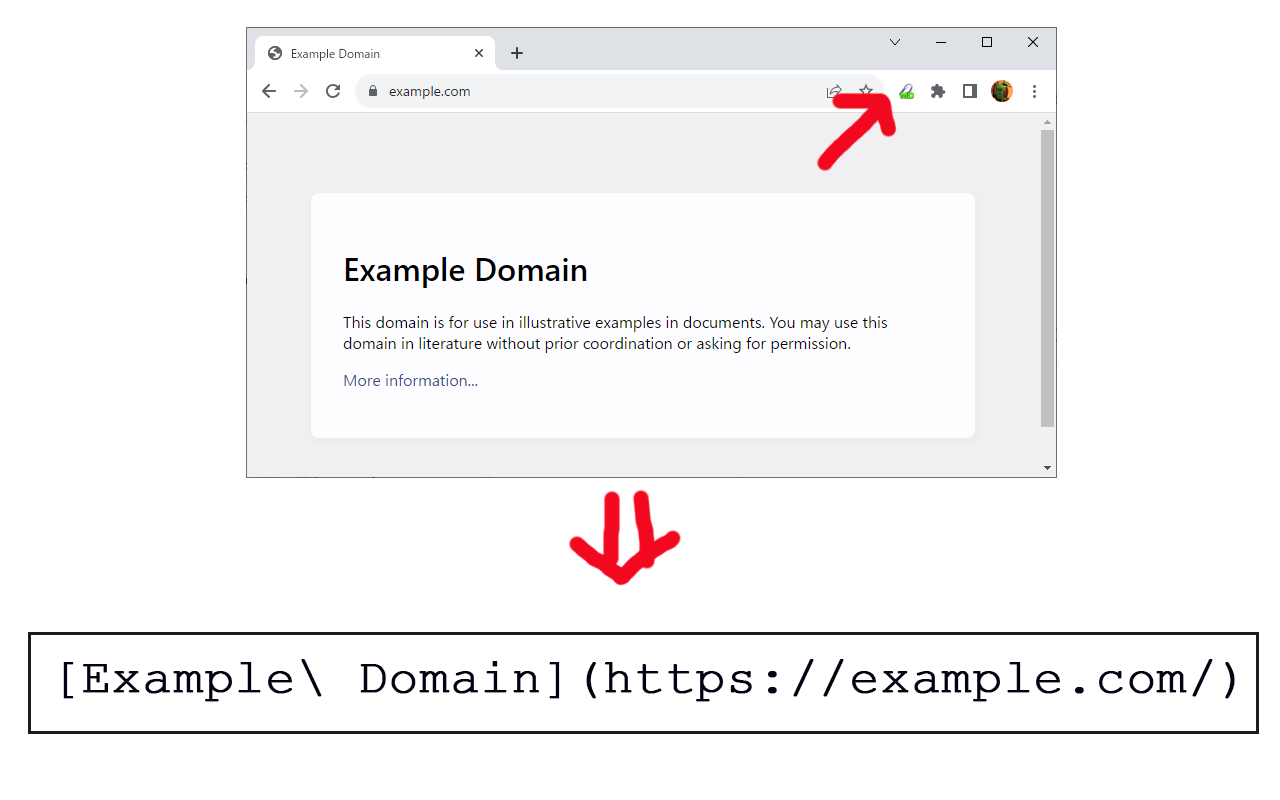 Example Domain
example.com
Example Domain
This domain is for use in illustrative examples in documents. You may use this
domain in literature without prior coordination or asking for permission.
More information...
[Example\ Domain](https://example.com/)